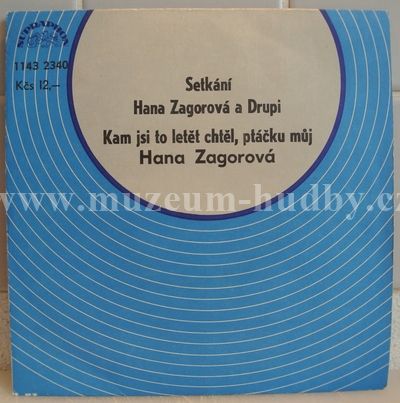 SUPRAPHON
1143 2340
Kčs 12,–
Setkání
Hana Zagorová a Drupi
Kam jsi to letět chtěl, ptáčku můj
Hana Zagorová
www.muzeum-hudby.cz